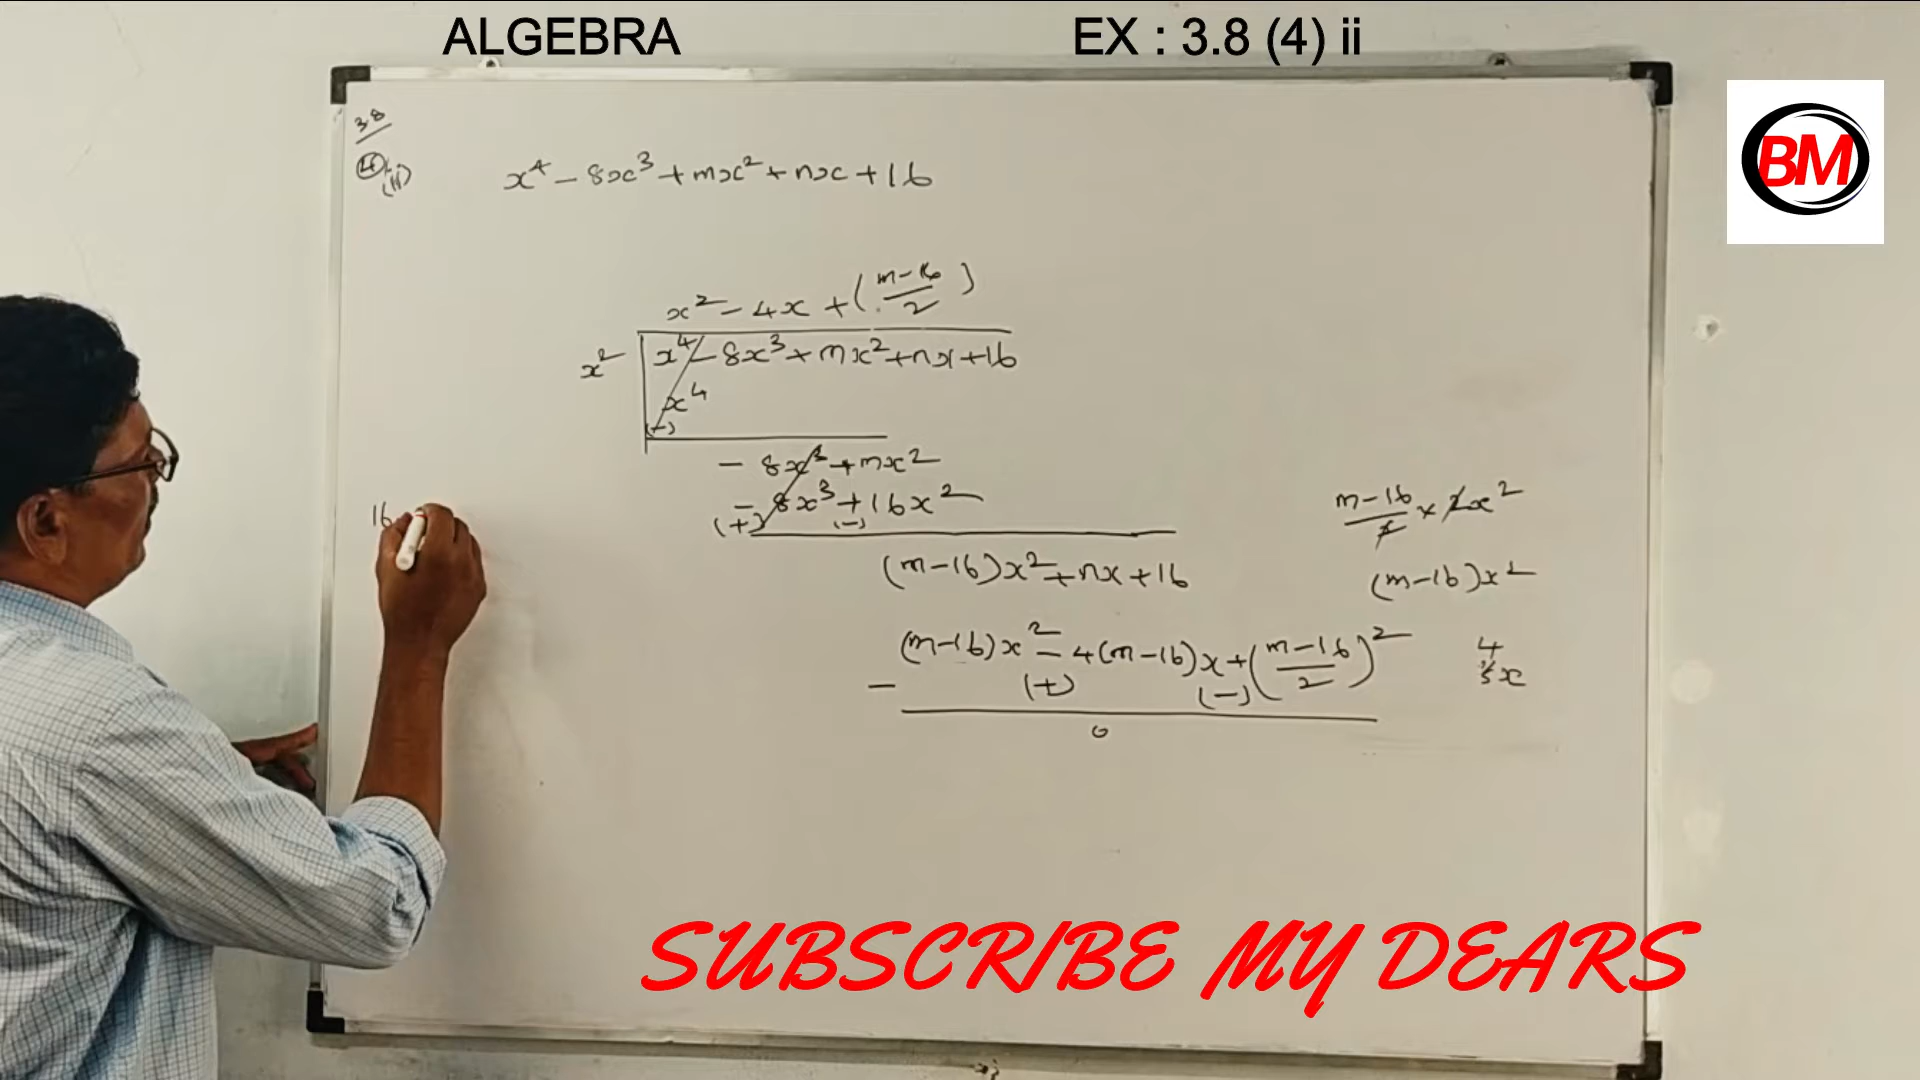 ALGEBRA EX : 3.8 (4) ii
BM
3.8
(4) (ii) x⁴ - 8x³ + mx² + nx + 16
x² - 4x + (m-16/2)
x² x⁴ - 8x³ + mx² + nx + 16
x⁴
(-)
- 8x³ + mx²
- 8x³ + 16x²
(+) (-)
(m-16)x² + nx + 16
(m-16)x² - 4(m-16)x + (m-16/2)²
- (+) (-)
0
m-16/2 × 2x²
(m-16)x²
4
x
16
SUBSCRIBE MY DEARS